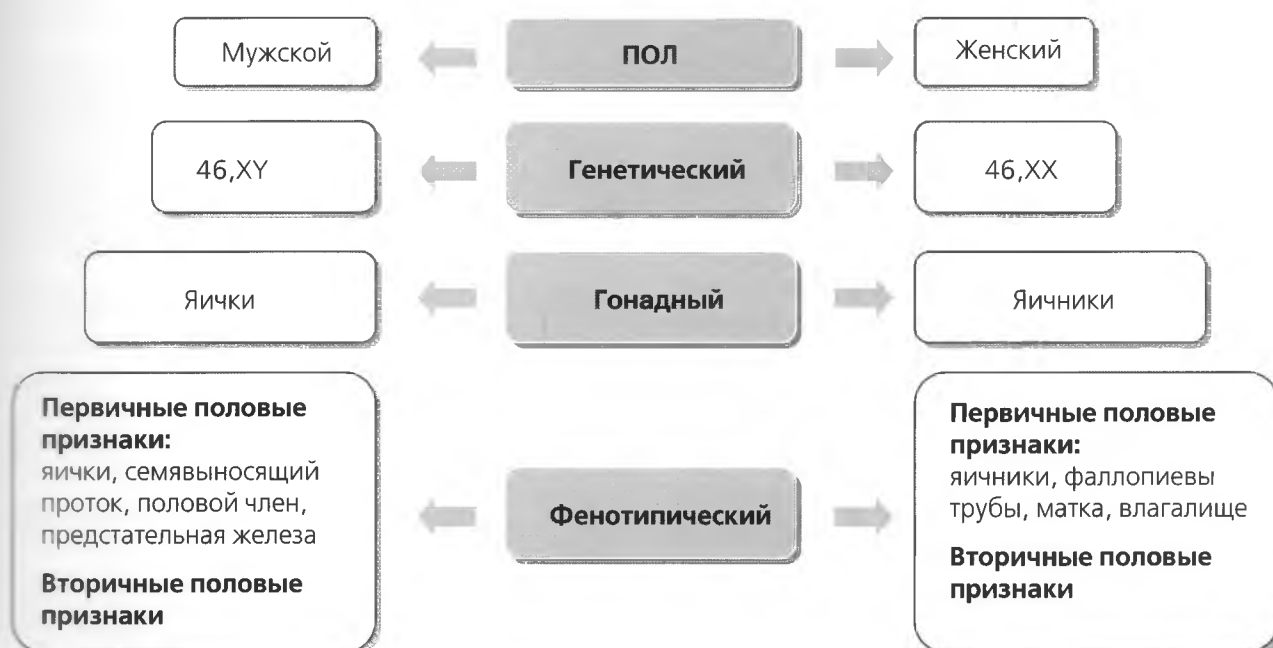 Мужской
ПОЛ
Женский
46,XY
Генетический
46,XX
Яички
Гонадный
Яичники
Первичные половые
признаки:
яички, семявыносящий
проток, половой член,
предстательная железа
Вторичные половые
признаки
Фенотипический
Первичные половые
признаки:
яичники, фаллопиевы
трубы, матка, влагалище
Вторичные половые
признаки